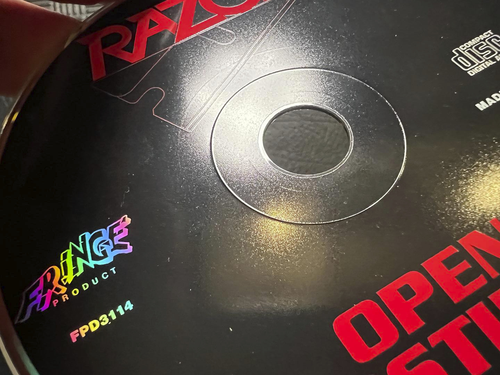 RAZO
COMPACT
disc
DIGITAL A
MAD
FRINGE
PRODUCT
FPD3114
OPEN
STI